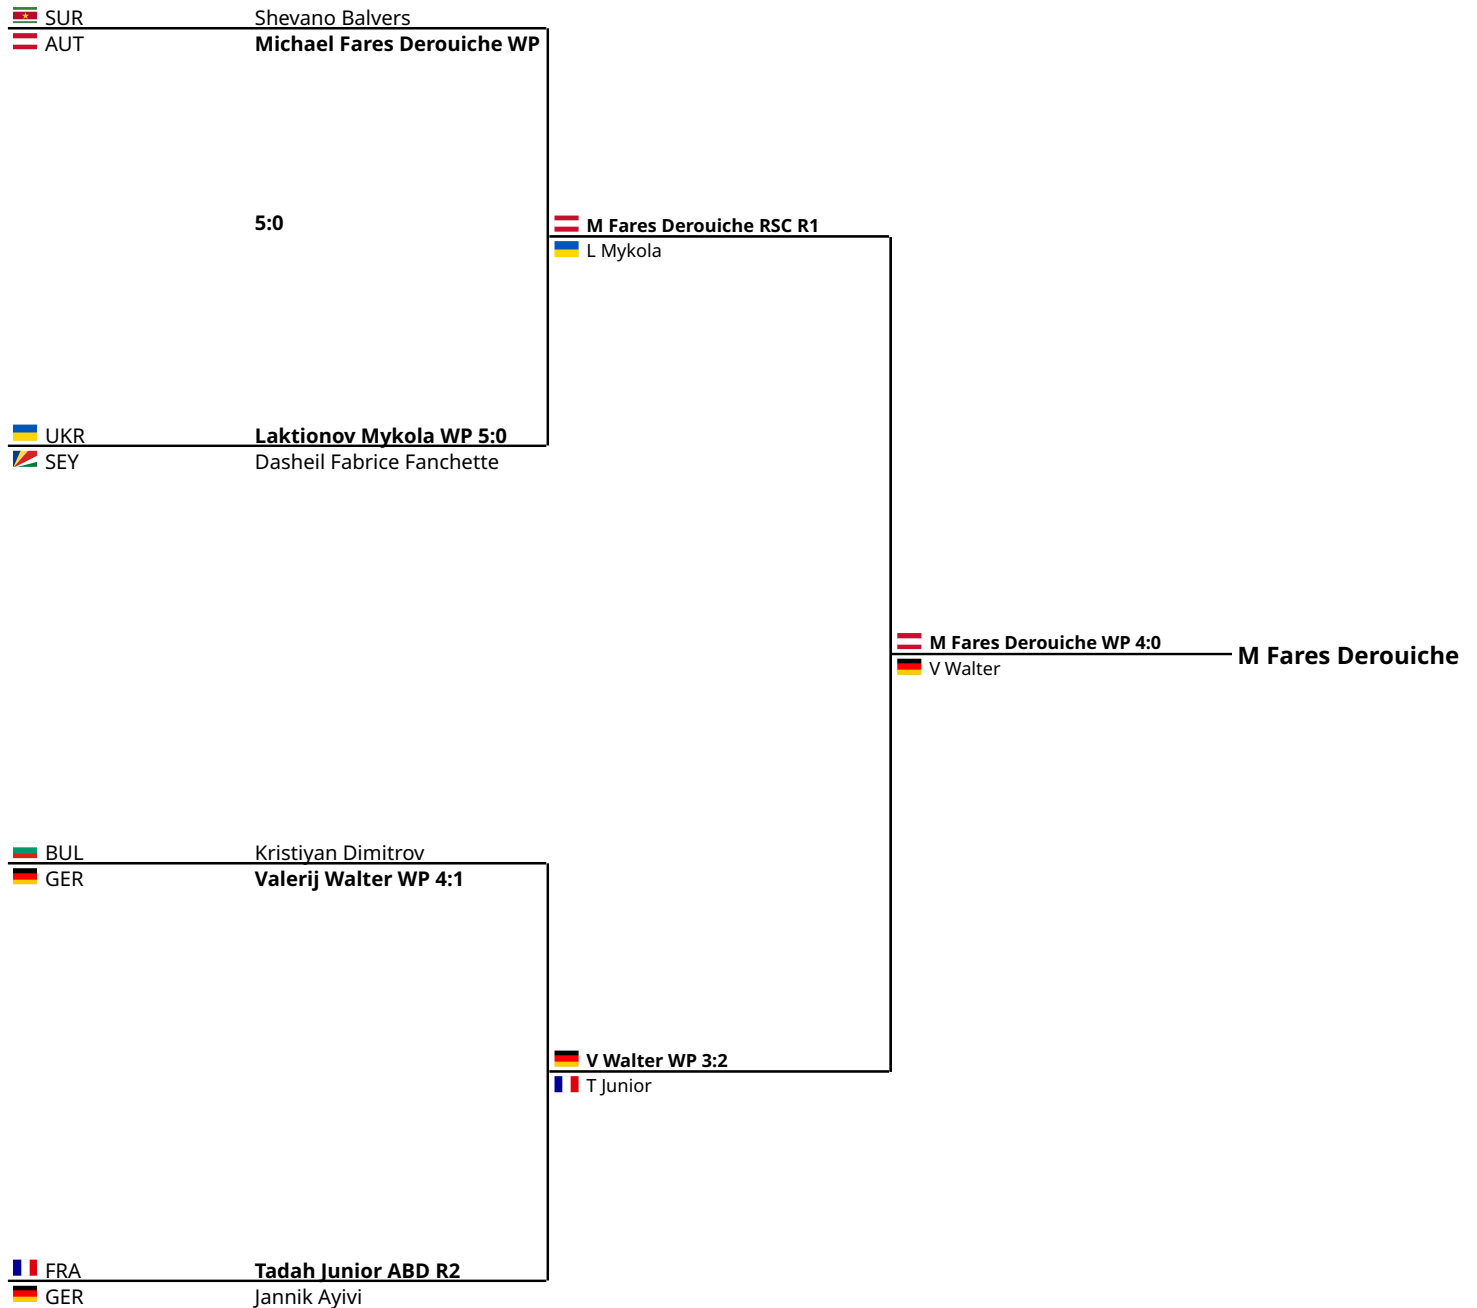 SUR Shevano Balvers
AUT Michael Fares Derouiche WP
5:0
M Fares Derouiche RSC R1
L Mykola
UKR Laktionov Mykola WP 5:0
SEY Dasheil Fabrice Fanchette
M Fares Derouiche WP 4:0
V Walter
M Fares Derouiche
BUL Kristiyan Dimitrov
GER Valerij Walter WP 4:1
V Walter WP 3:2
T Junior
FRA Tadah Junior ABD R2
GER Jannik Ayivi